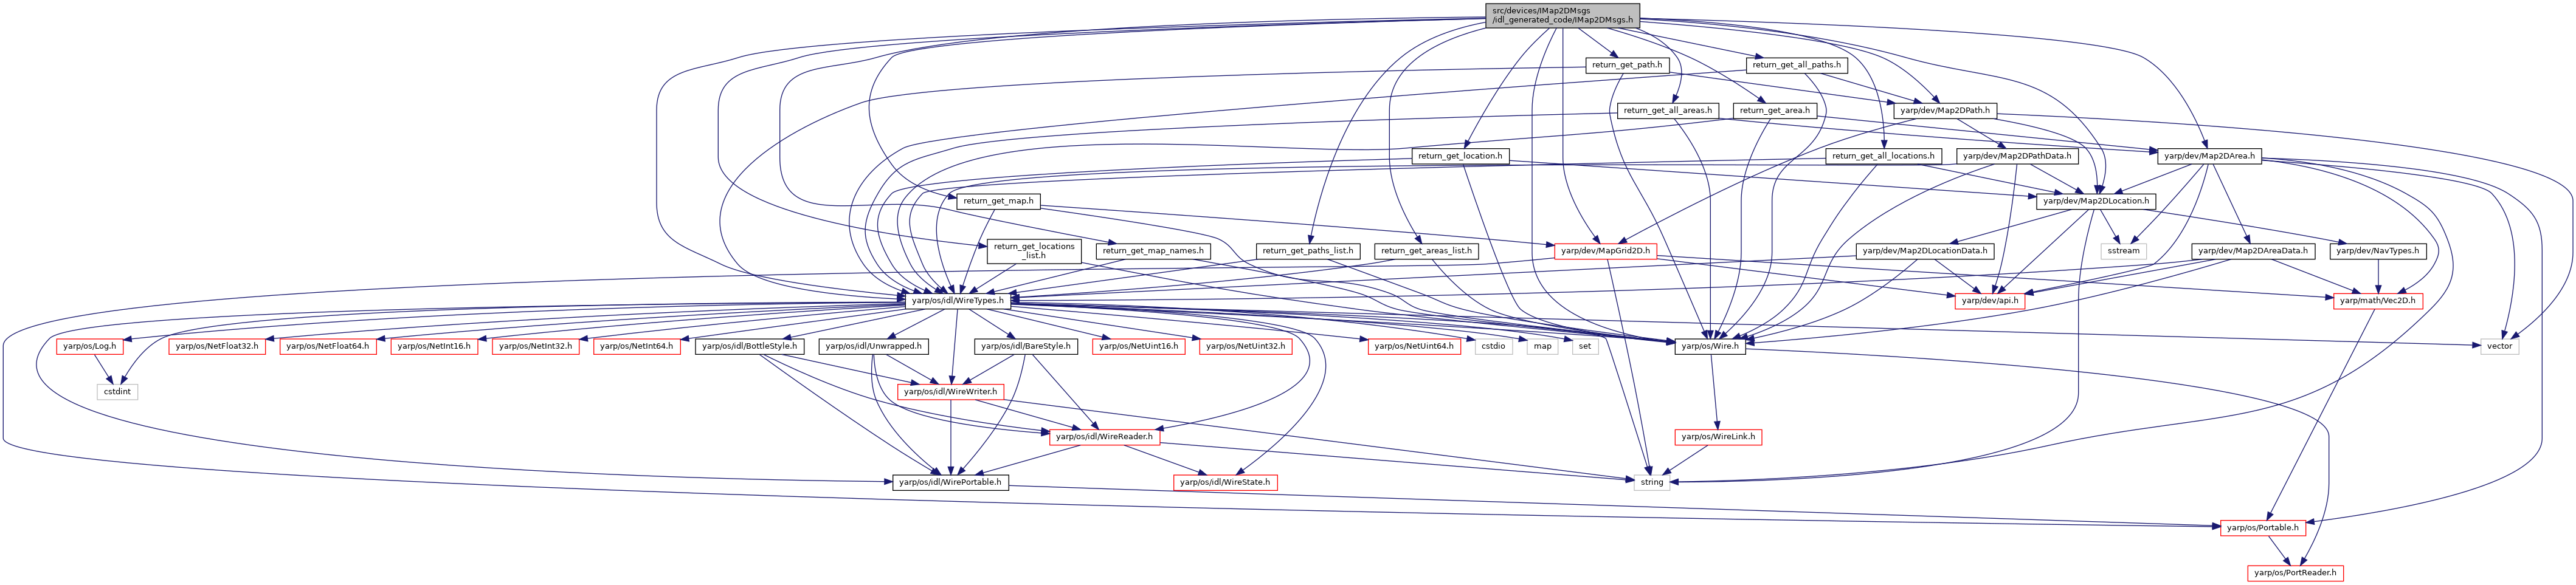 src/devices/IMap2DMsgs
/idl_generated_code/IMap2DMsgs.h
return_get_path.h
return_get_all_paths.h
return_get_all_areas.h
return_get_area.h
yarp/dev/Map2DPath.h
return_get_location.h
return_get_all_locations.h
yarp/dev/Map2DPathData.h
yarp/dev/Map2DArea.h
return_get_map.h
yarp/dev/Map2DLocation.h
return_get_locations
_list.h
return_get_map_names.h
return_get_paths_list.h
return_get_areas_list.h
yarp/dev/MapGrid2D.h
yarp/dev/Map2DLocationData.h
sstream
yarp/dev/Map2DAreaData.h
yarp/dev/NavTypes.h
yarp/os/idl/WireTypes.h
yarp/dev/api.h
yarp/math/Vec2D.h
yarp/os/Log.h
yarp/os/NetFloat32.h
yarp/os/NetFloat64.h
yarp/os/NetInt16.h
yarp/os/NetInt32.h
yarp/os/NetInt64.h
yarp/os/idl/BottleStyle.h
yarp/os/idl/Unwrapped.h
yarp/os/idl/BareStyle.h
yarp/os/NetUint16.h
yarp/os/NetUint32.h
yarp/os/NetUint64.h
cstdio
map
set
yarp/os/Wire.h
vector
cstdint
yarp/os/idl/WireWriter.h
yarp/os/idl/WireReader.h
yarp/os/WireLink.h
yarp/os/idl/WirePortable.h
yarp/os/idl/WireState.h
string
yarp/os/Portable.h
yarp/os/PortReader.h